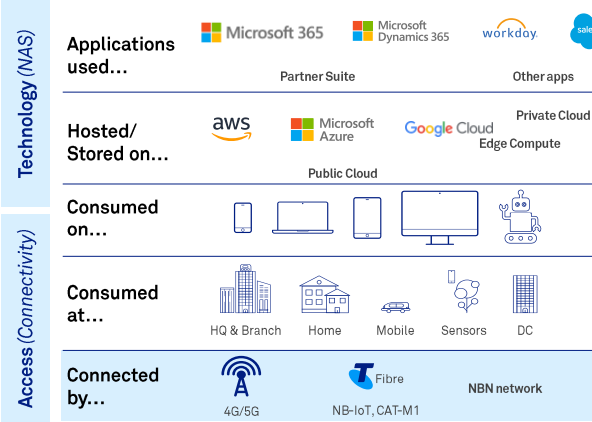 Technology (NAS)
Applications
used...
Microsoft 365
Microsoft
Dynamics 365
workday.
sale
Partner Suite
Other apps
Hosted/
Stored on...
aws
Microsoft
Azure
Google Cloud
Private Cloud
Edge Compute
Public Cloud
Access (Connectivity)
Consumed
on...
Consumed
at...
HQ & Branch
Home
Mobile
Sensors
DC
Connected
by...
4G/5G
T Fibre
NB-IoT, CAT-M1
NBN network